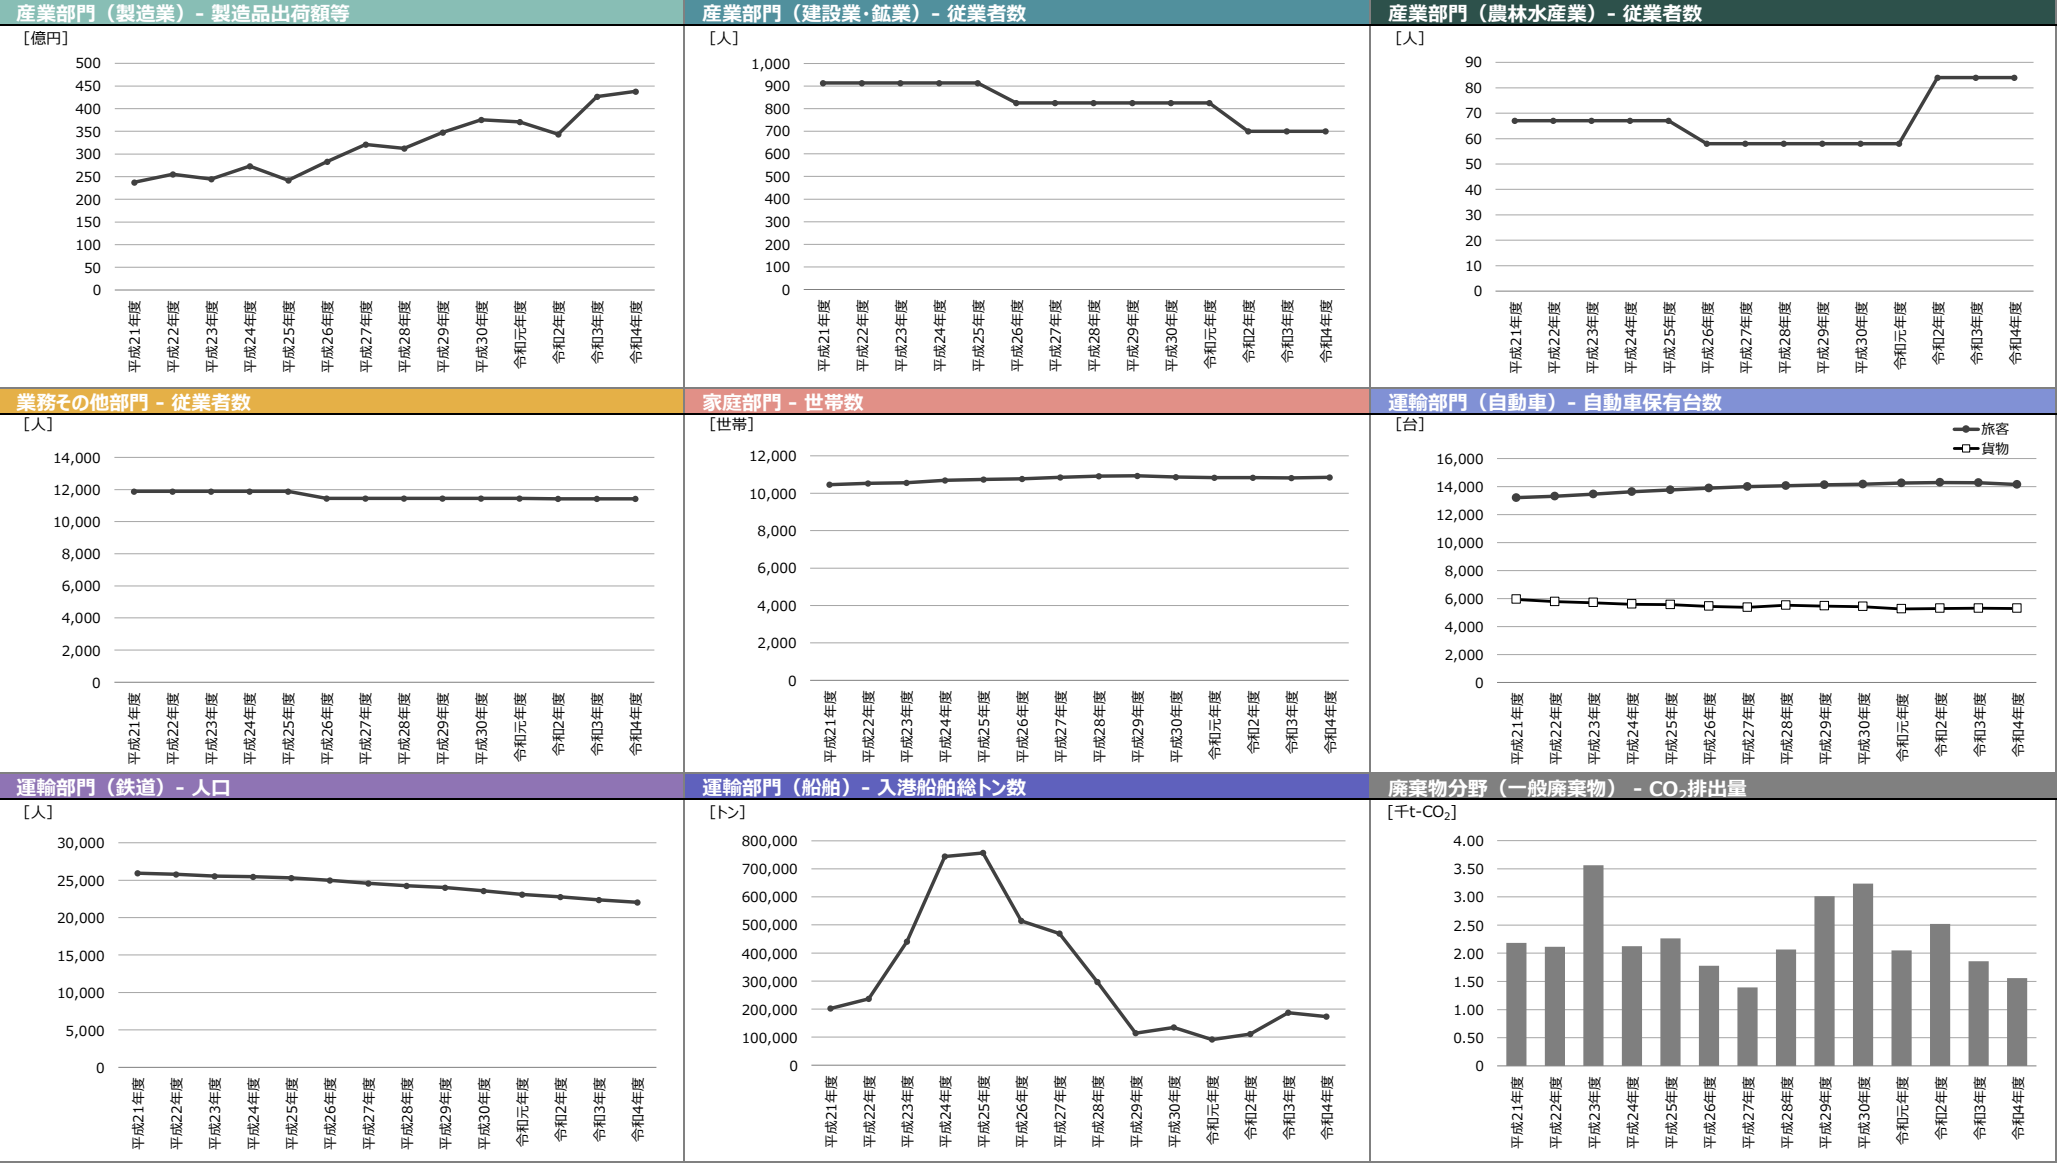 産業部門（製造業）- 製造品出荷額等
[億円]
500
450
400
350
300
250
200
150
100
50
0
平成21年度
平成22年度
平成23年度
平成24年度
平成25年度
平成26年度
平成27年度
平成28年度
平成29年度
平成30年度
令和元年度
令和2年度
令和3年度
令和4年度
産業部門（建設業・鉱業）- 従業者数
[人]
1,000
900
800
700
600
500
400
300
200
100
0
平成21年度
平成22年度
平成23年度
平成24年度
平成25年度
平成26年度
平成27年度
平成28年度
平成29年度
平成30年度
令和元年度
令和2年度
令和3年度
令和4年度
産業部門（農林水産業）- 従業者数
[人]
90
80
70
60
50
40
30
20
10
0
平成21年度
平成22年度
平成23年度
平成24年度
平成25年度
平成26年度
平成27年度
平成28年度
平成29年度
平成30年度
令和元年度
令和2年度
令和3年度
令和4年度
業務その他部門 - 従業者数
[人]
14,000
12,000
10,000
8,000
6,000
4,000
2,000
0
平成21年度
平成22年度
平成23年度
平成24年度
平成25年度
平成26年度
平成27年度
平成28年度
平成29年度
平成30年度
令和元年度
令和2年度
令和3年度
令和4年度
家庭部門 - 世帯数
[世帯]
12,000
10,000
8,000
6,000
4,000
2,000
0
平成21年度
平成22年度
平成23年度
平成24年度
平成25年度
平成26年度
平成27年度
平成28年度
平成29年度
平成30年度
令和元年度
令和2年度
令和3年度
令和4年度
運輸部門（自動車）- 自動車保有台数
[台]
旅客
貨物
16,000
14,000
12,000
10,000
8,000
6,000
4,000
2,000
0
平成21年度
平成22年度
平成23年度
平成24年度
平成25年度
平成26年度
平成27年度
平成28年度
平成29年度
平成30年度
令和元年度
令和2年度
令和3年度
令和4年度
運輸部門（鉄道）- 人口
[人]
30,000
25,000
20,000
15,000
10,000
5,000
0
平成21年度
平成22年度
平成23年度
平成24年度
平成25年度
平成26年度
平成27年度
平成28年度
平成29年度
平成30年度
令和元年度
令和2年度
令和3年度
令和4年度
運輸部門（船舶）- 入港船舶総トン数
[トン]
800,000
700,000
600,000
500,000
400,000
300,000
200,000
100,000
0
平成21年度
平成22年度
平成23年度
平成24年度
平成25年度
平成26年度
平成27年度
平成28年度
平成29年度
平成30年度
令和元年度
令和2年度
令和3年度
令和4年度
廃棄物分野（一般廃棄物） - CO₂排出量
[千t-CO₂]
4.00
3.50
3.00
2.50
2.00
1.50
1.00
0.50
0
平成21年度
平成22年度
平成23年度
平成24年度
平成25年度
平成26年度
平成27年度
平成28年度
平成29年度
平成30年度
令和元年度
令和2年度
令和3年度
令和4年度